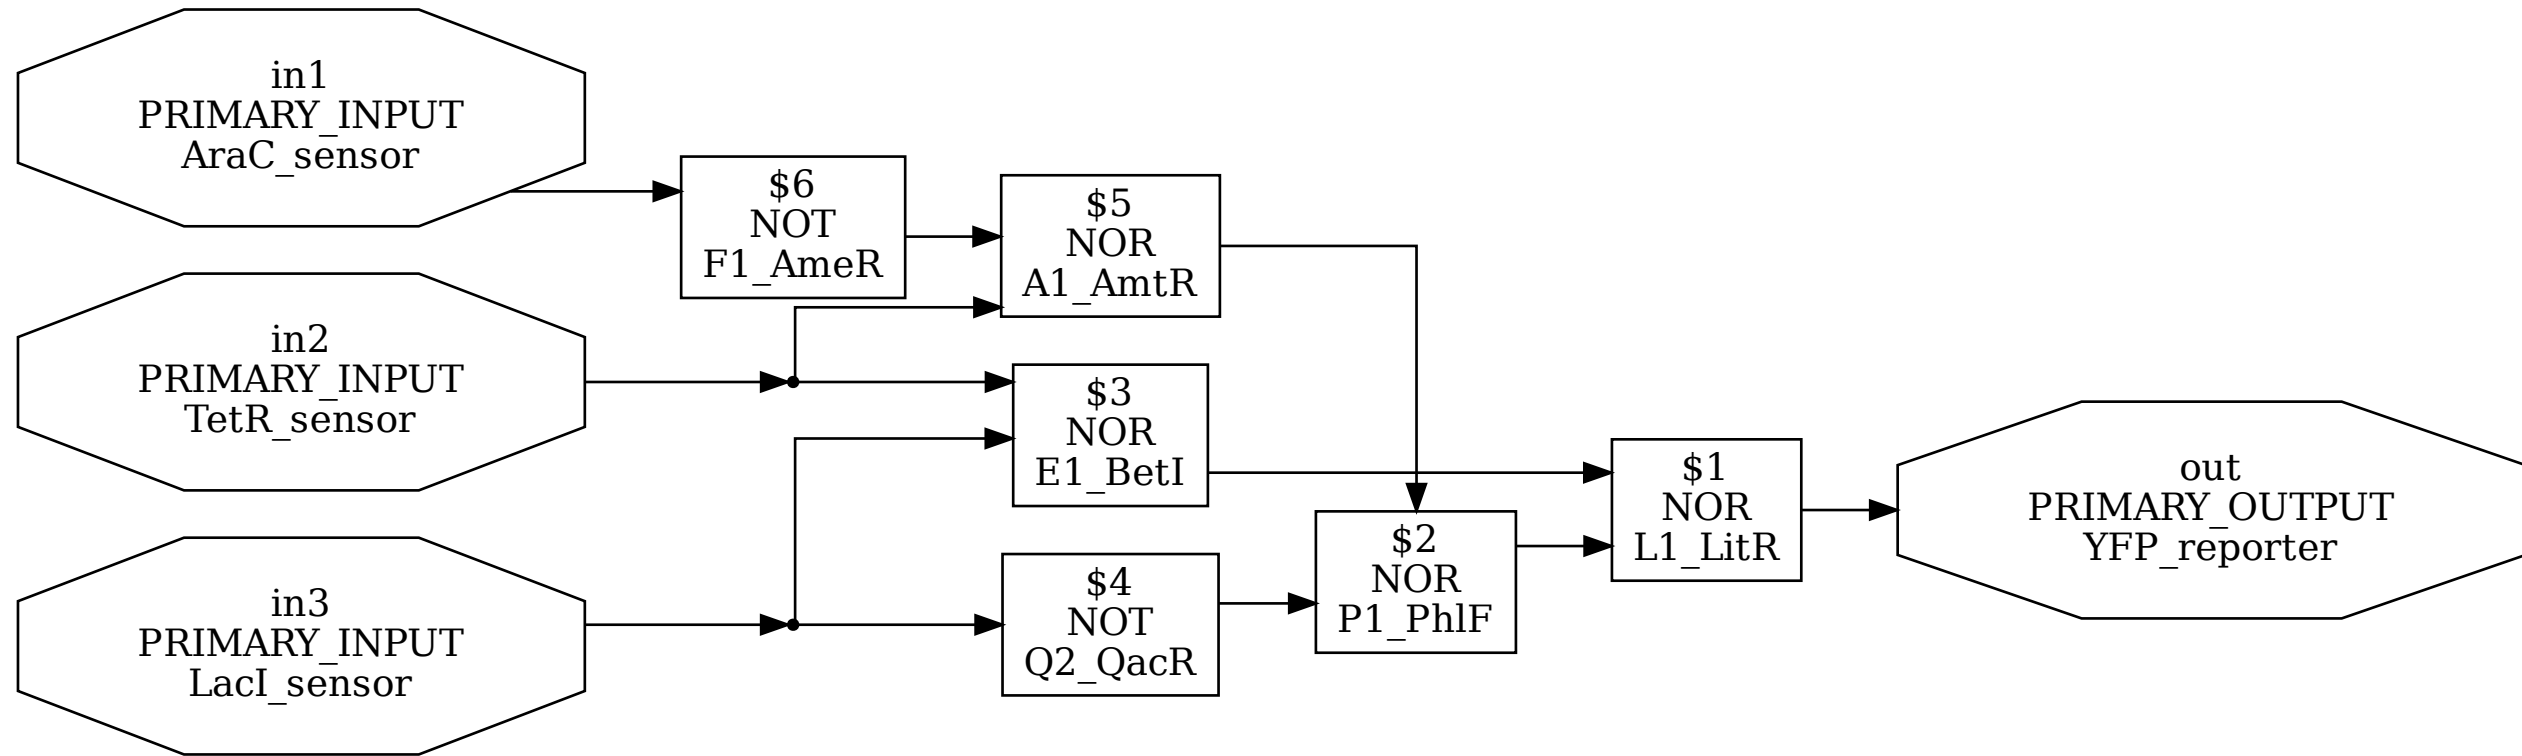 in1
PRIMARY_INPUT
AraC_sensor
$6
NOT
F1_AmeR
$5
NOR
A1_AmtR
in2
PRIMARY_INPUT
TetR_sensor
$3
NOR
E1_BetI
in3
PRIMARY_INPUT
LacI_sensor
$4
NOT
Q2_QacR
$2
NOR
P1_PhlF
$1
NOR
L1_LitR
out
PRIMARY_OUTPUT
YFP_reporter